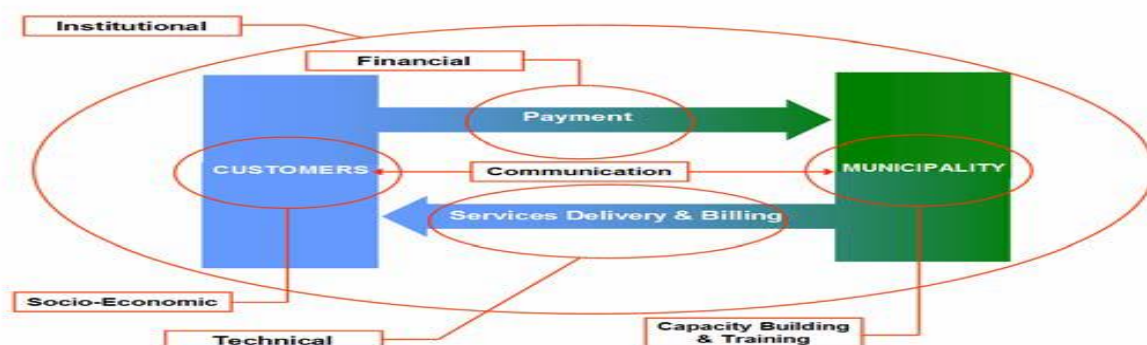 Institutional
Financial
Payment
CUSTOMERS
Communication
MUNICIPALITY
Services Delivery & Billing
Socio-Economic
Technical
Capacity Building
& Training